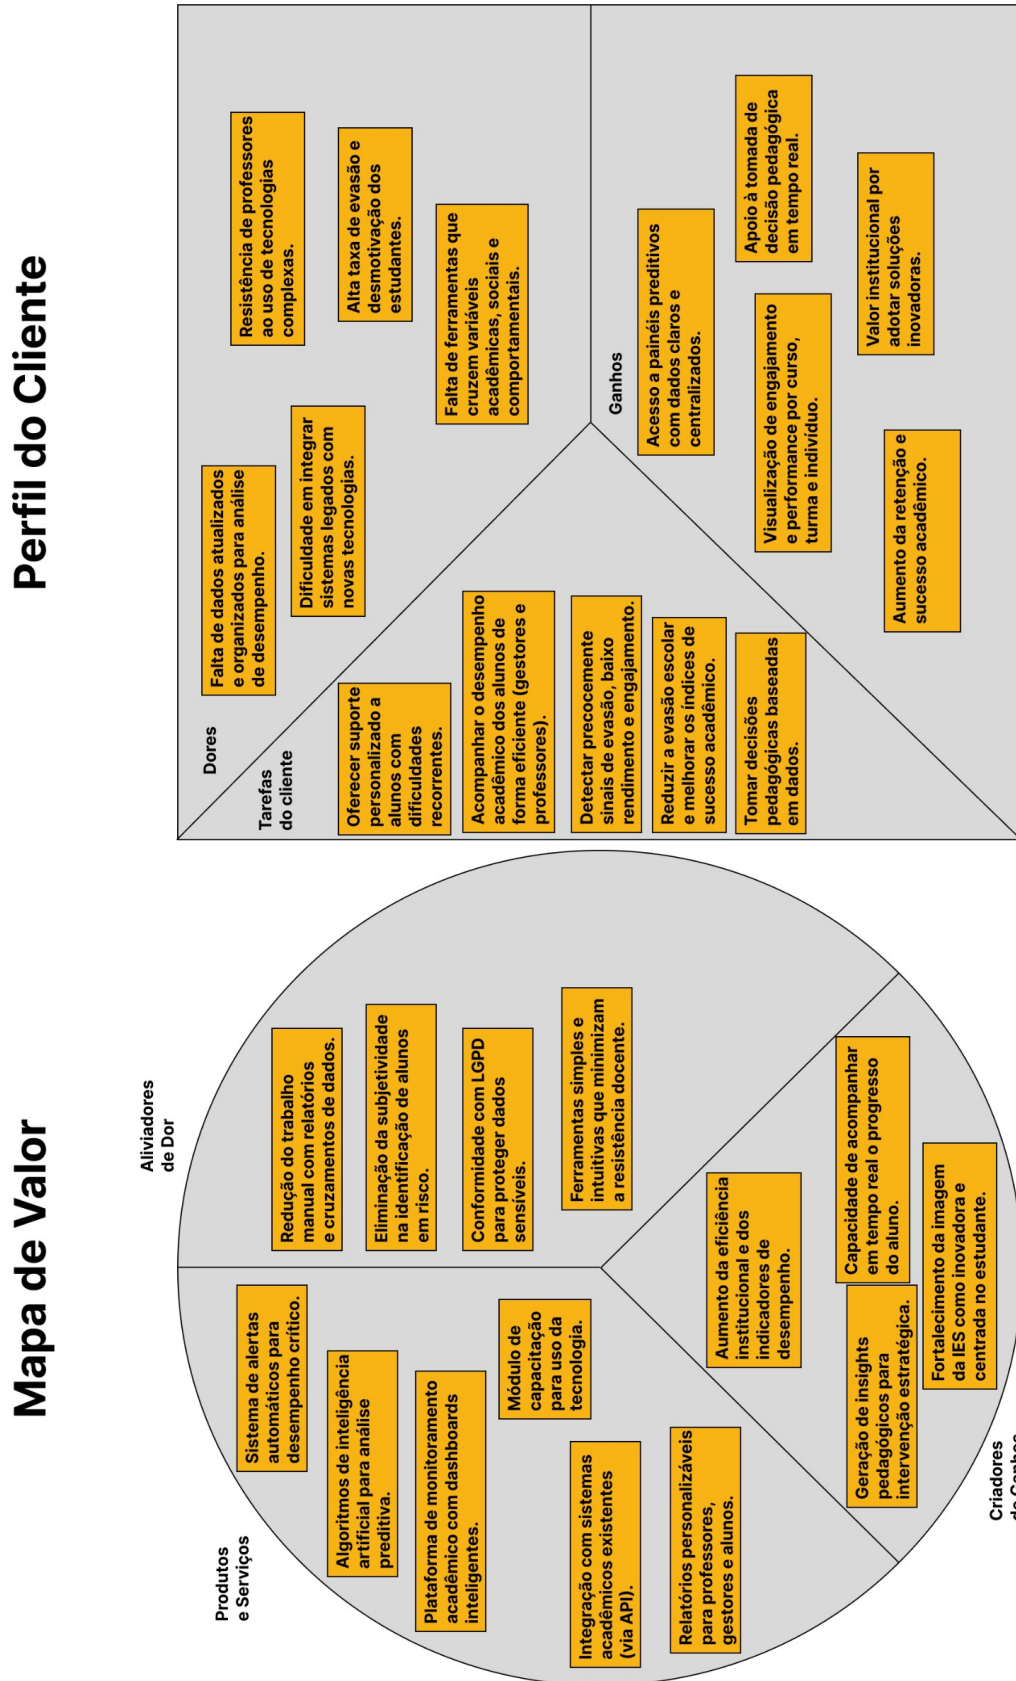 Mapa de Valor
Produtos
e Serviços
Sistema de alertas
automáticos para
desempenho crítico.
Algoritmos de inteligência
artificial para análise
preditiva.
Plataforma de monitoramento
acadêmico com dashboards
inteligentes.
Módulo de
capacitação
para uso da
tecnologia.
Integração com sistemas
acadêmicos existentes
(via API).
Relatórios personalizáveis
para professores,
gestores e alunos.
Aliviadores
de Dor
Redução do trabalho
manual com relatórios
e cruzamentos de dados.
Eliminação da subjetividade
na identificação de alunos
em risco.
Conformidade com LGPD
para proteger dados
sensíveis.
Ferramentas simples e
intuitivas que minimizam
a resistência docente.
Aumento da eficiência
institucional e dos
indicadores de
desempenho.
Capacidade de acompanhar
em tempo real o progresso
do aluno.
Geração de insights
pedagógicos para
intervenção estratégica.
Fortalecimento da imagem
da IES como inovadora e
centrada no estudante.
Criadores
Perfil do Cliente
Dores
Falta de dados atualizados
e organizados para análise
de desempenho.
Resistência de professores
ao uso de tecnologias
complexas.
Dificuldade em integrar
sistemas legados com
novas tecnologias.
Alta taxa de evasão e
desmotivação dos
estudantes.
Falta de ferramentas que
cruzem variáveis
acadêmicas, sociais e
comportamentais.
Tarefas
do cliente
Oferecer suporte
personalizado a
alunos com
dificuldades
recorrentes.
Acompanhar o desempenho
acadêmico dos alunos de
forma eficiente (gestores e
professores).
Detectar precocemente
sinais de evasão, baixo
rendimento e engajamento.
Reduzir a evasão escolar
e melhorar os índices de
sucesso acadêmico.
Tomar decisões
pedagógicas baseadas
em dados.
Ganhos
Acesso a painéis preditivos
com dados claros e
centralizados.
Apoio à tomada de
decisão pedagógica
em tempo real.
Visualização de engajamento
e performance por curso,
turma e indivíduo.
Valor institucional por
adotar soluções
inovadoras.
Aumento da retenção e
sucesso acadêmico.